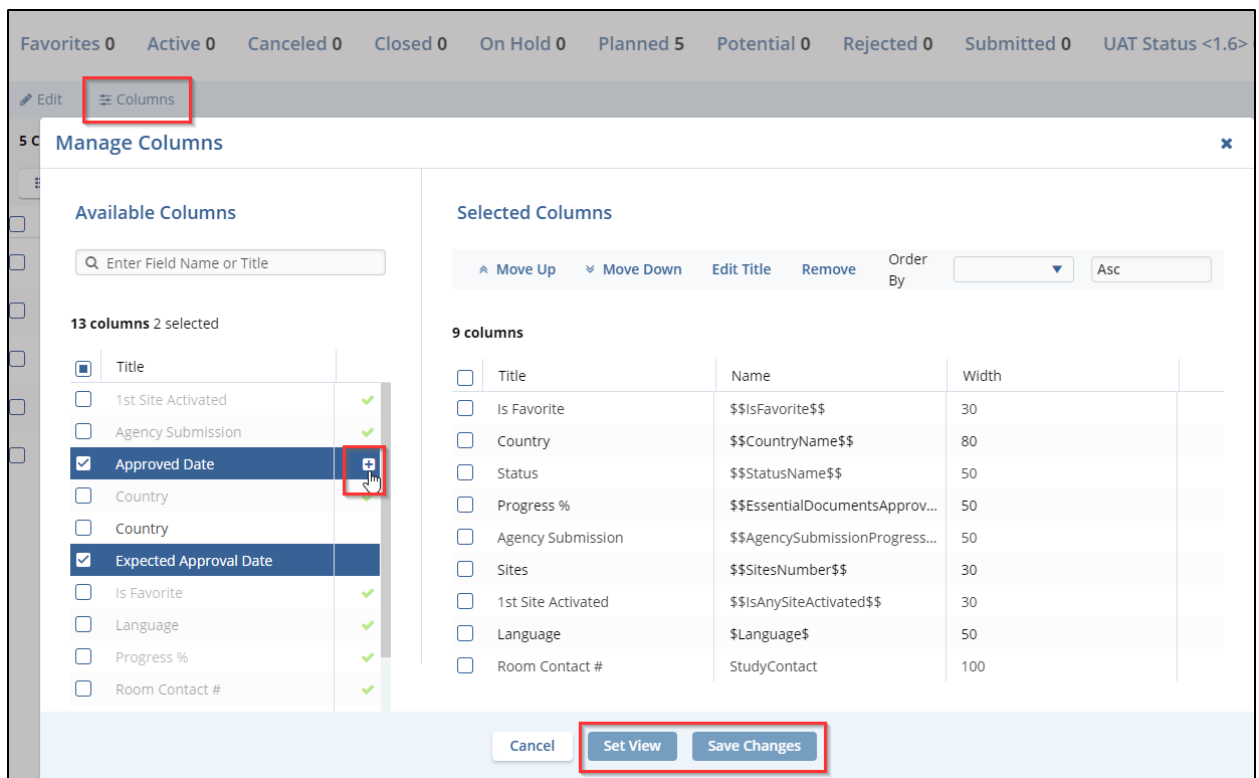 Favorites 0 Active 0 Canceled 0 Closed 0 On Hold 0 Planned 5 Potential 0 Rejected 0 Submitted 0 UAT Status <1.6>
Edit Columns
5 C
Manage Columns
Available Columns
Enter Field Name or Title
13 columns 2 selected
Title
1st Site Activated
Agency Submission
Approved Date
Country
Country
Expected Approval Date
Is Favorite
Language
Progress %
Room Contact #
Selected Columns
Move Up Move Down Edit Title Remove Order By Asc
9 columns
Title Name Width
Is Favorite $$IsFavorite$$ 30
Country $$CountryName$$ 80
Status $$StatusName$$ 50
Progress % $$EssentialDocumentsApprov... 50
Agency Submission $$AgencySubmissionProgress... 50
Sites $$SitesNumber$$ 30
1st Site Activated $$IsAnySiteActivated$$ 30
Language $Language$ 50
Room Contact # StudyContact 100
Cancel Set View Save Changes